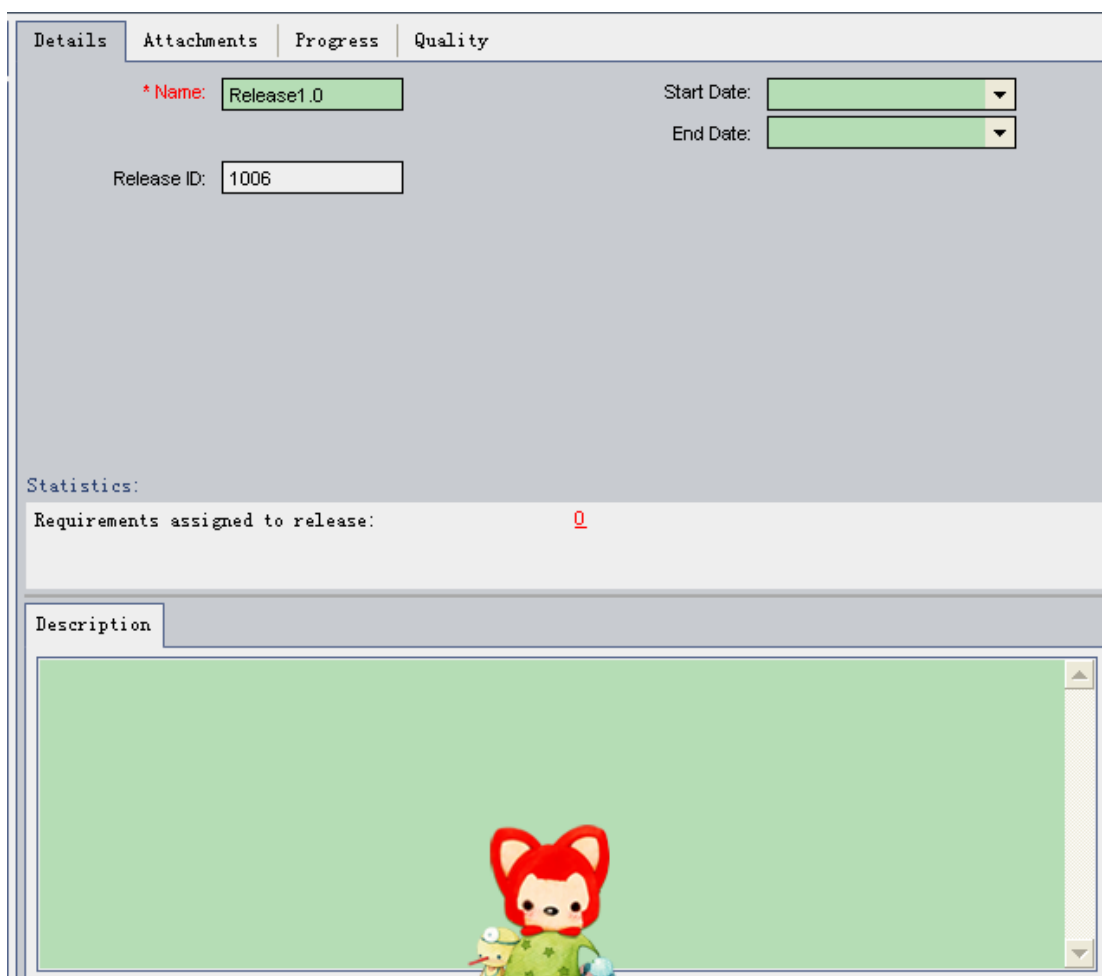 Details Attachments Progress Quality
* Name: Release1.0 Start Date:
End Date:
Release ID: 1006
Statistics:
Requirements assigned to release: 0
Description